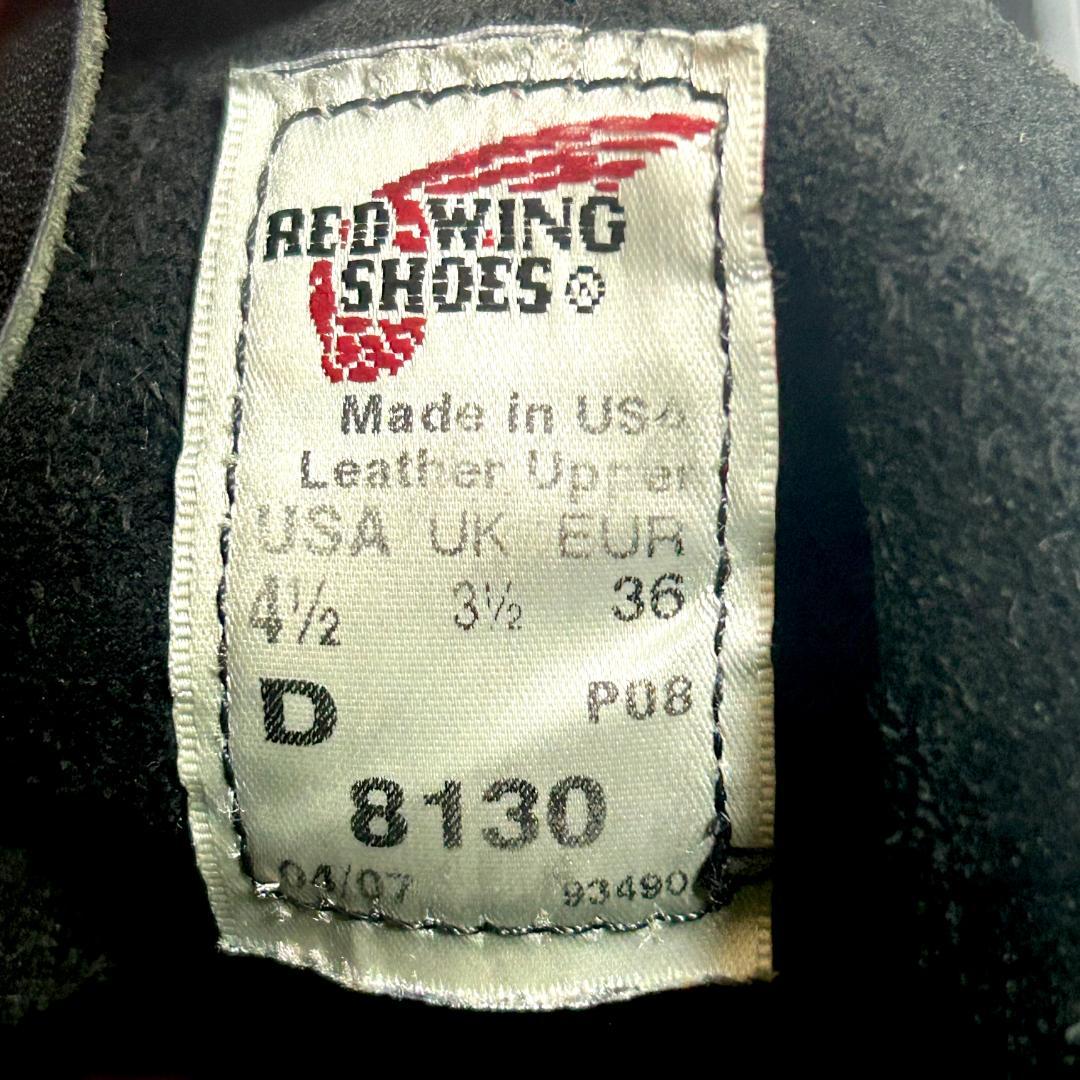 RED WING
SHOES®
Made in USA
Leather Upper
USA UK EUR
4½ 3½ 36
D P08
8130
04/07 93490